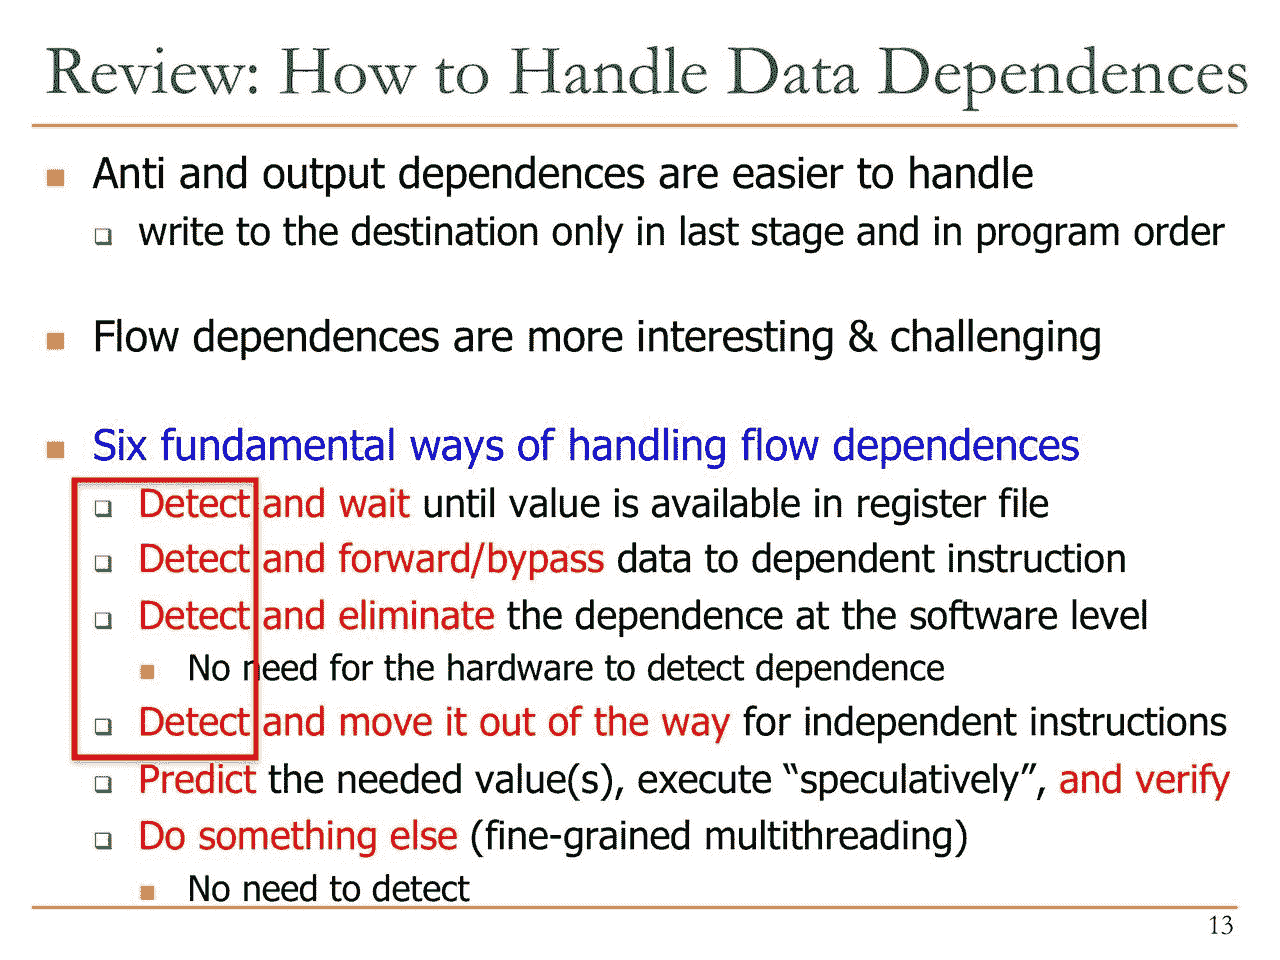 Review: How to Handle Data Dependences
Anti and output dependences are easier to handle
write to the destination only in last stage and in program order
Flow dependences are more interesting & challenging
Six fundamental ways of handling flow dependences
Detect and wait until value is available in register file
Detect and forward/bypass data to dependent instruction
Detect and eliminate the dependence at the software level
No need for the hardware to detect dependence
Detect and move it out of the way for independent instructions
Predict the needed value(s), execute “speculatively”, and verify
Do something else (fine-grained multithreading)
No need to detect
13